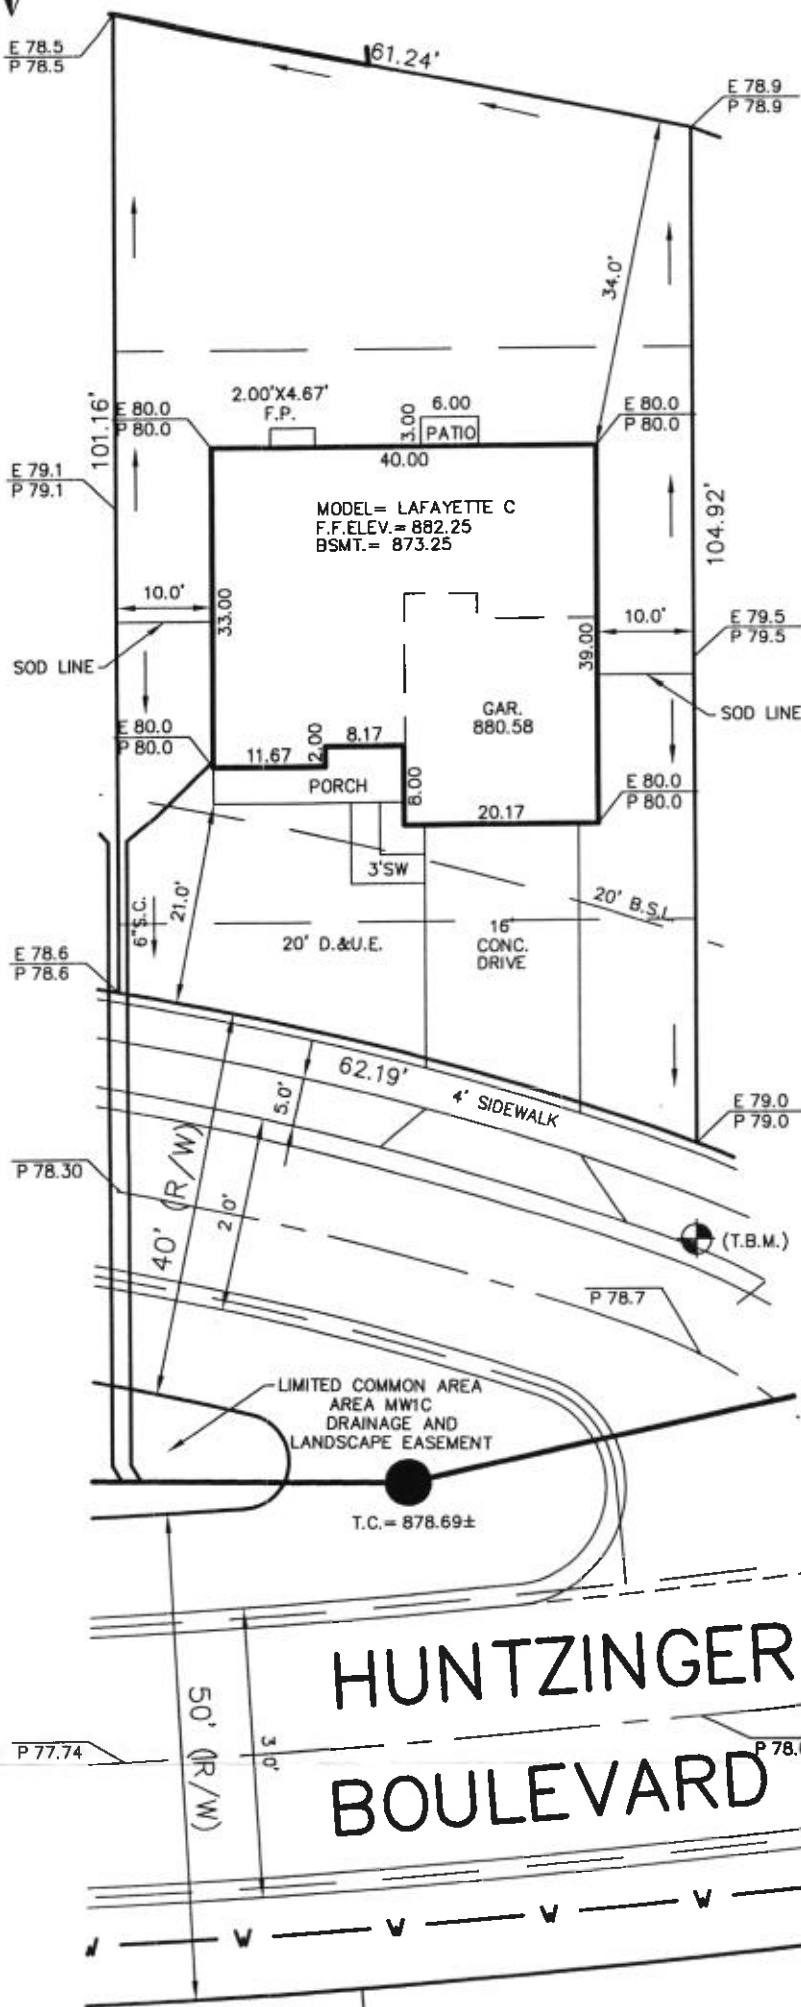 E 78.5
P 78.5
61.24'
E 78.9
P 78.9
34.0'
101.16'
2.00'X4.67'
F.P.
3.00
6.00
PATIO
E 80.0
P 80.0
E 80.0
P 80.0
40.00
E 79.1
P 79.1
MODEL= LAFAYETTE C
F.F.ELEV.= 882.25
BSMT.= 873.25
104.92'
10.0'
33.00
39.00
10.0'
E 79.5
P 79.5
SOD LINE
SOD LINE
GAR.
880.58
E 80.0
P 80.0
11.67
2.00
8.17
PORCH
8.00
20.17
E 80.0
P 80.0
3'SW
21.0'
6"S.C.
20' B.S.L.
20' D.&U.E.
16'
CONC.
DRIVE
E 78.6
P 78.6
62.19'
5.0'
4' SIDEWALK
E 79.0
P 79.0
40' (R/W)
P 78.30
(T.B.M.)
P 78.7
LIMITED COMMON AREA
AREA MW1C
DRAINAGE AND
LANDSCAPE EASEMENT
T.C.= 878.69±
HUNTZINGER
50' (R/W)
P 77.74
BOULEVARD
W
W
W
W